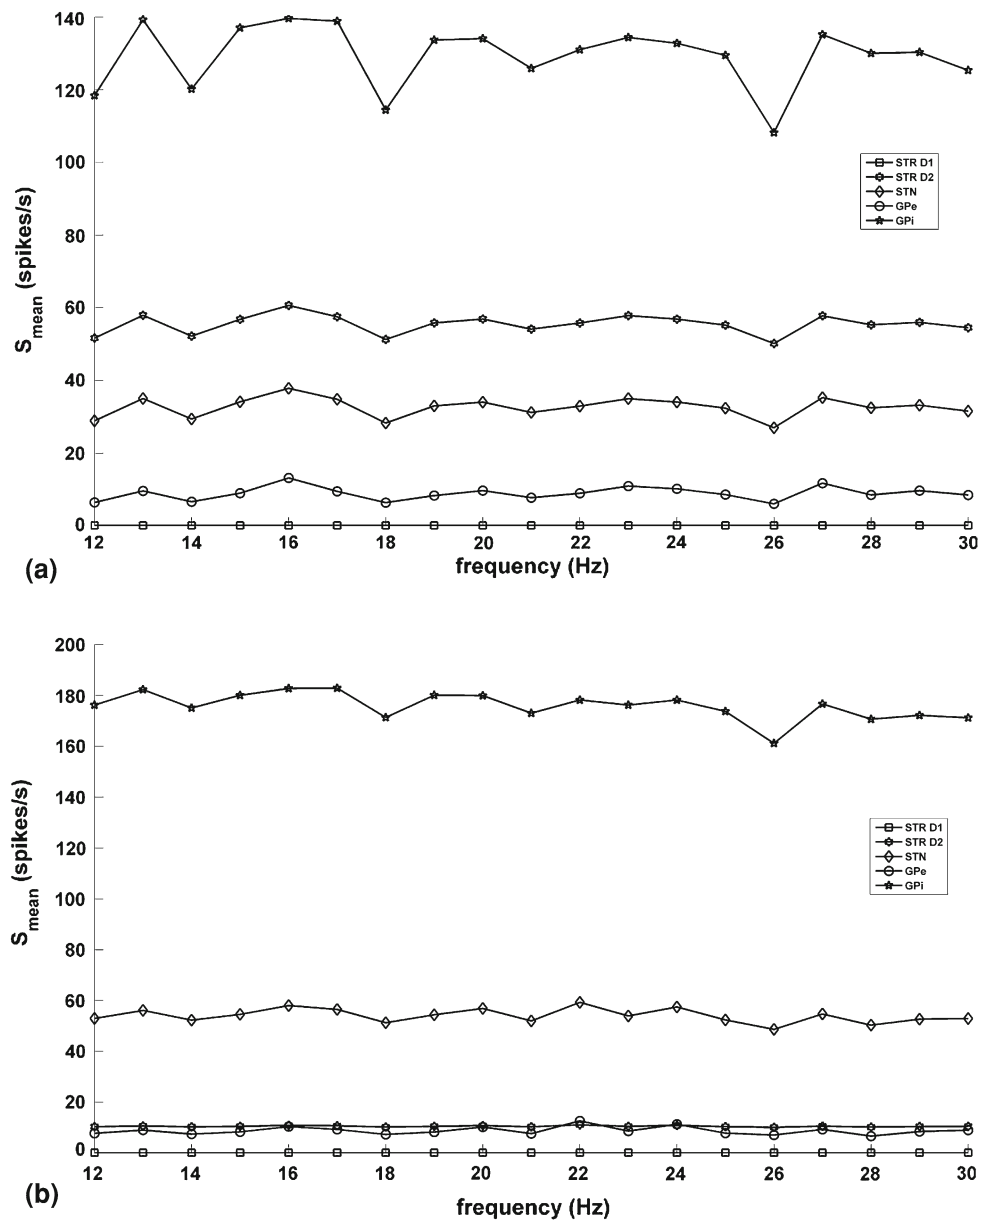 140
120
100
80
60
40
20
0
S_mean (spikes/s)
STR D1
STR D2
STN
GPe
GPi
12 14 16 18 20 22 24 26 28 30
frequency (Hz)
(a)
200
180
160
140
120
100
80
60
40
20
0
S_mean (spikes/s)
STR D1
STR D2
STN
GPe
GPi
12 14 16 18 20 22 24 26 28 30
frequency (Hz)
(b)